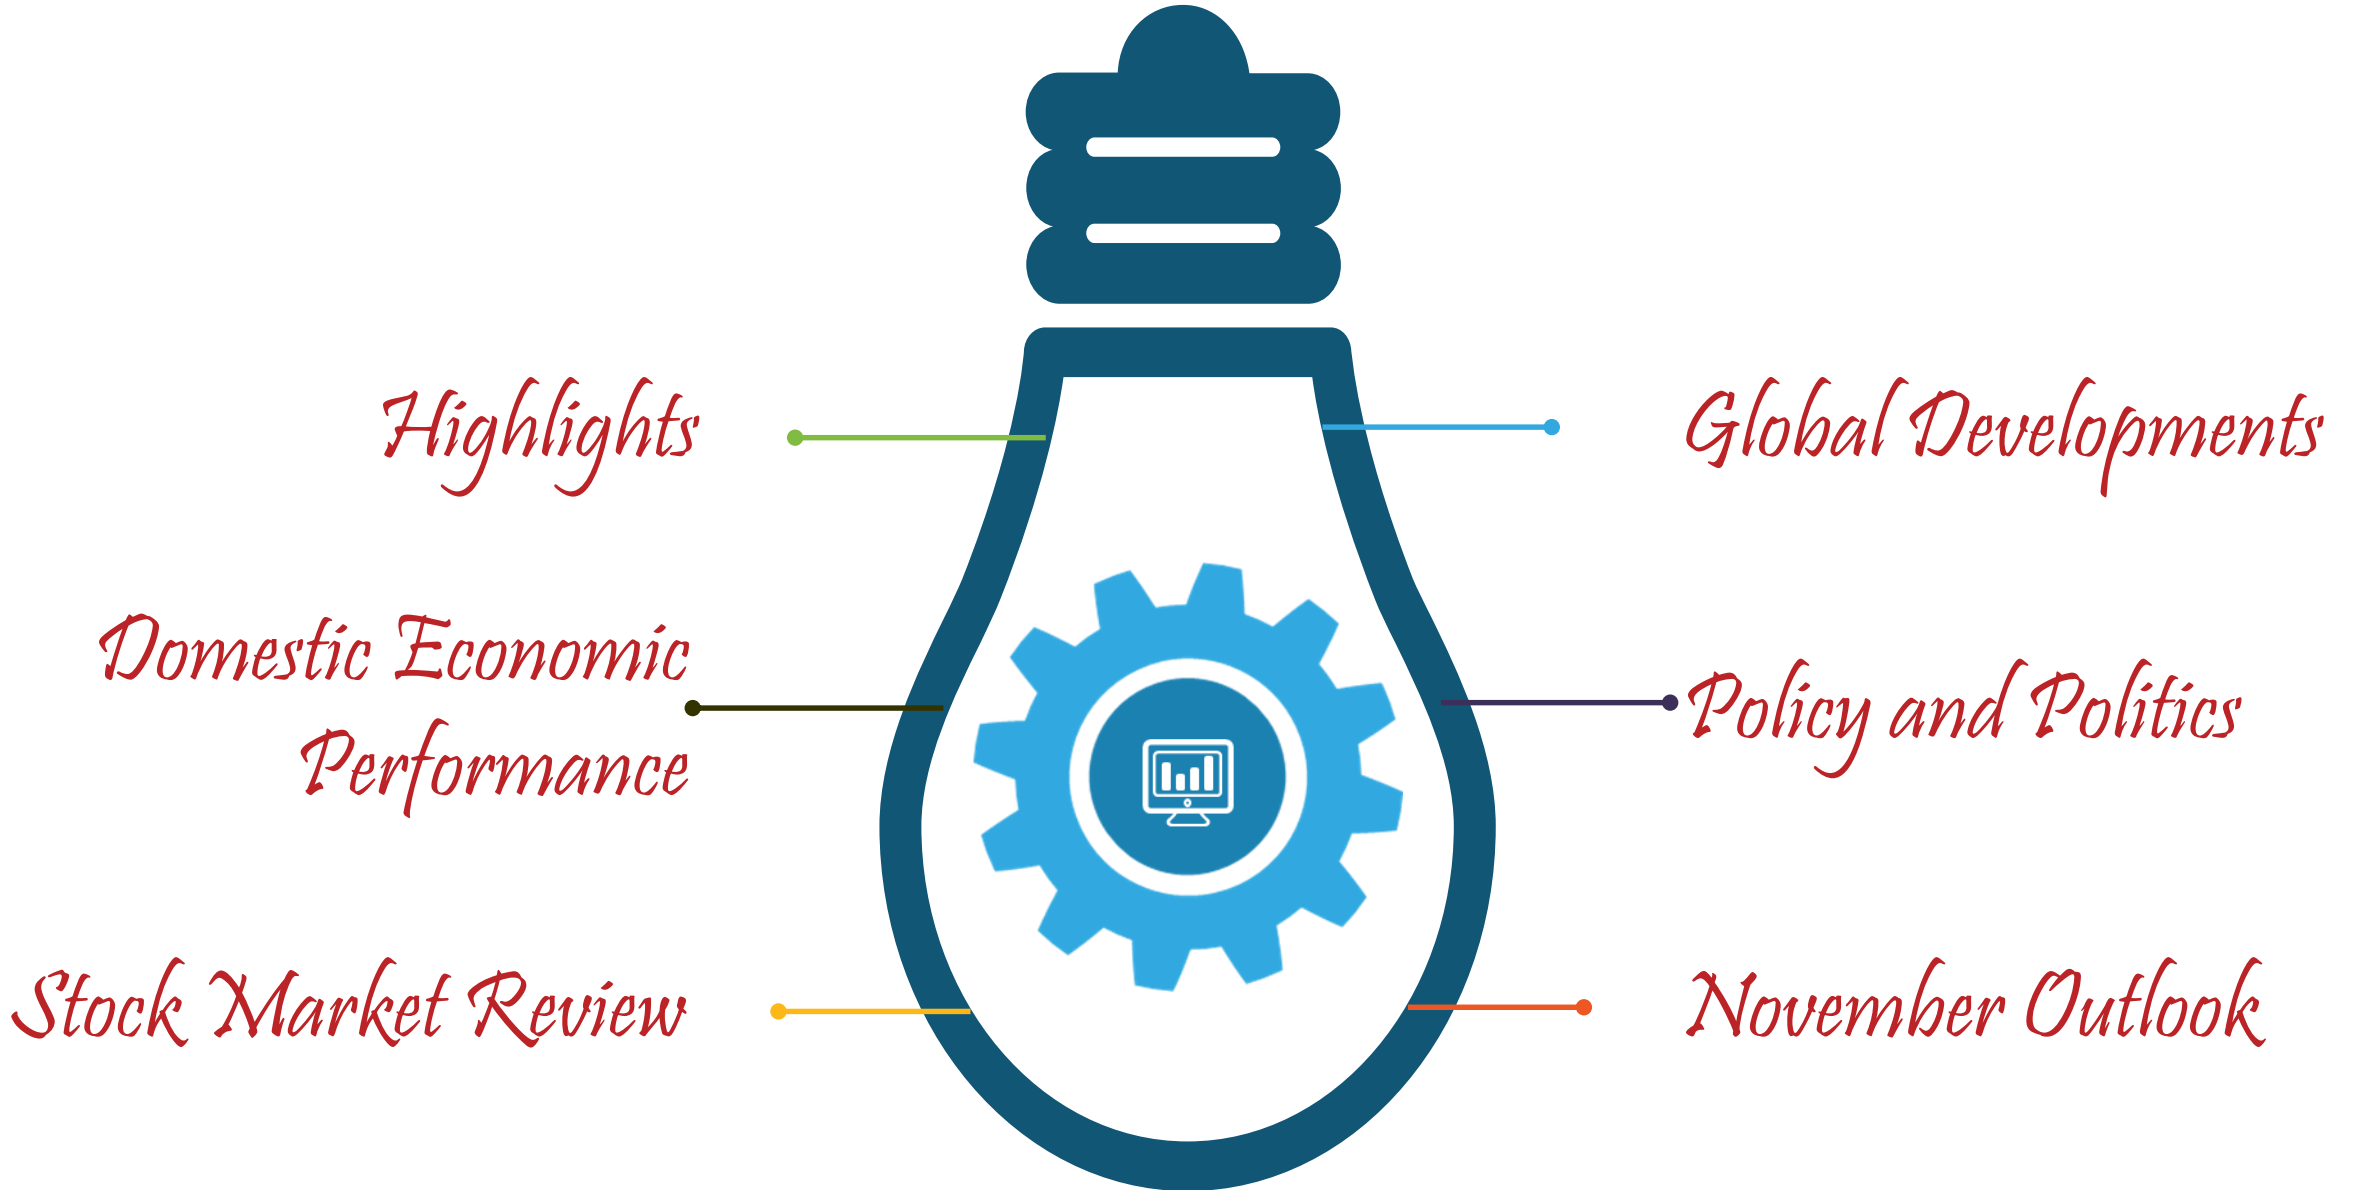 Highlights
Global Developments
Domestic Economic
Performance
Policy and Politics
Stock Market Review
November Outlook